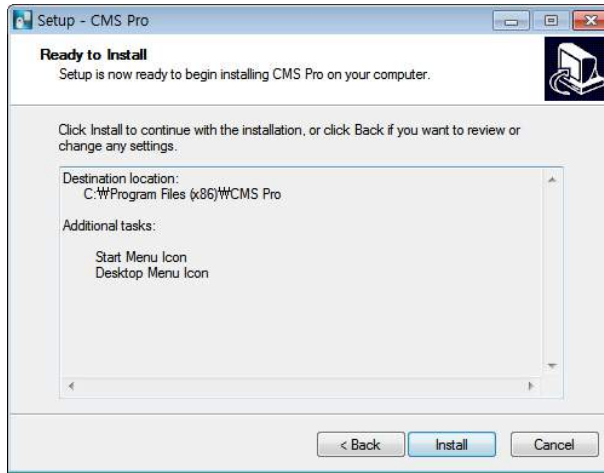 Setup - CMS Pro
Ready to Install
Setup is now ready to begin installing CMS Pro on your computer.
Click Install to continue with the installation, or click Back if you want to review or
change any settings.
Destination location:
C:₩Program Files (x86)₩CMS Pro
Additional tasks:
Start Menu Icon
Desktop Menu Icon
< Back
Install
Cancel